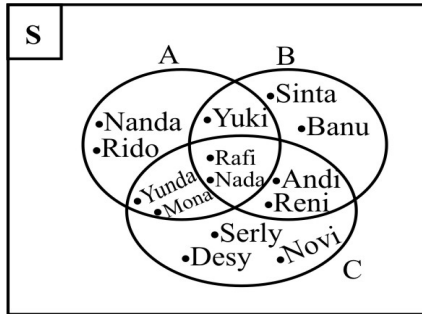 S
A B
•Sinta
•Yuki
•Nanda
•Banu
•Rido
•Rafi
•Nada
•Andi
•Yunda
•Reni
•Mona
•Serly
•Desy
•Novi
C